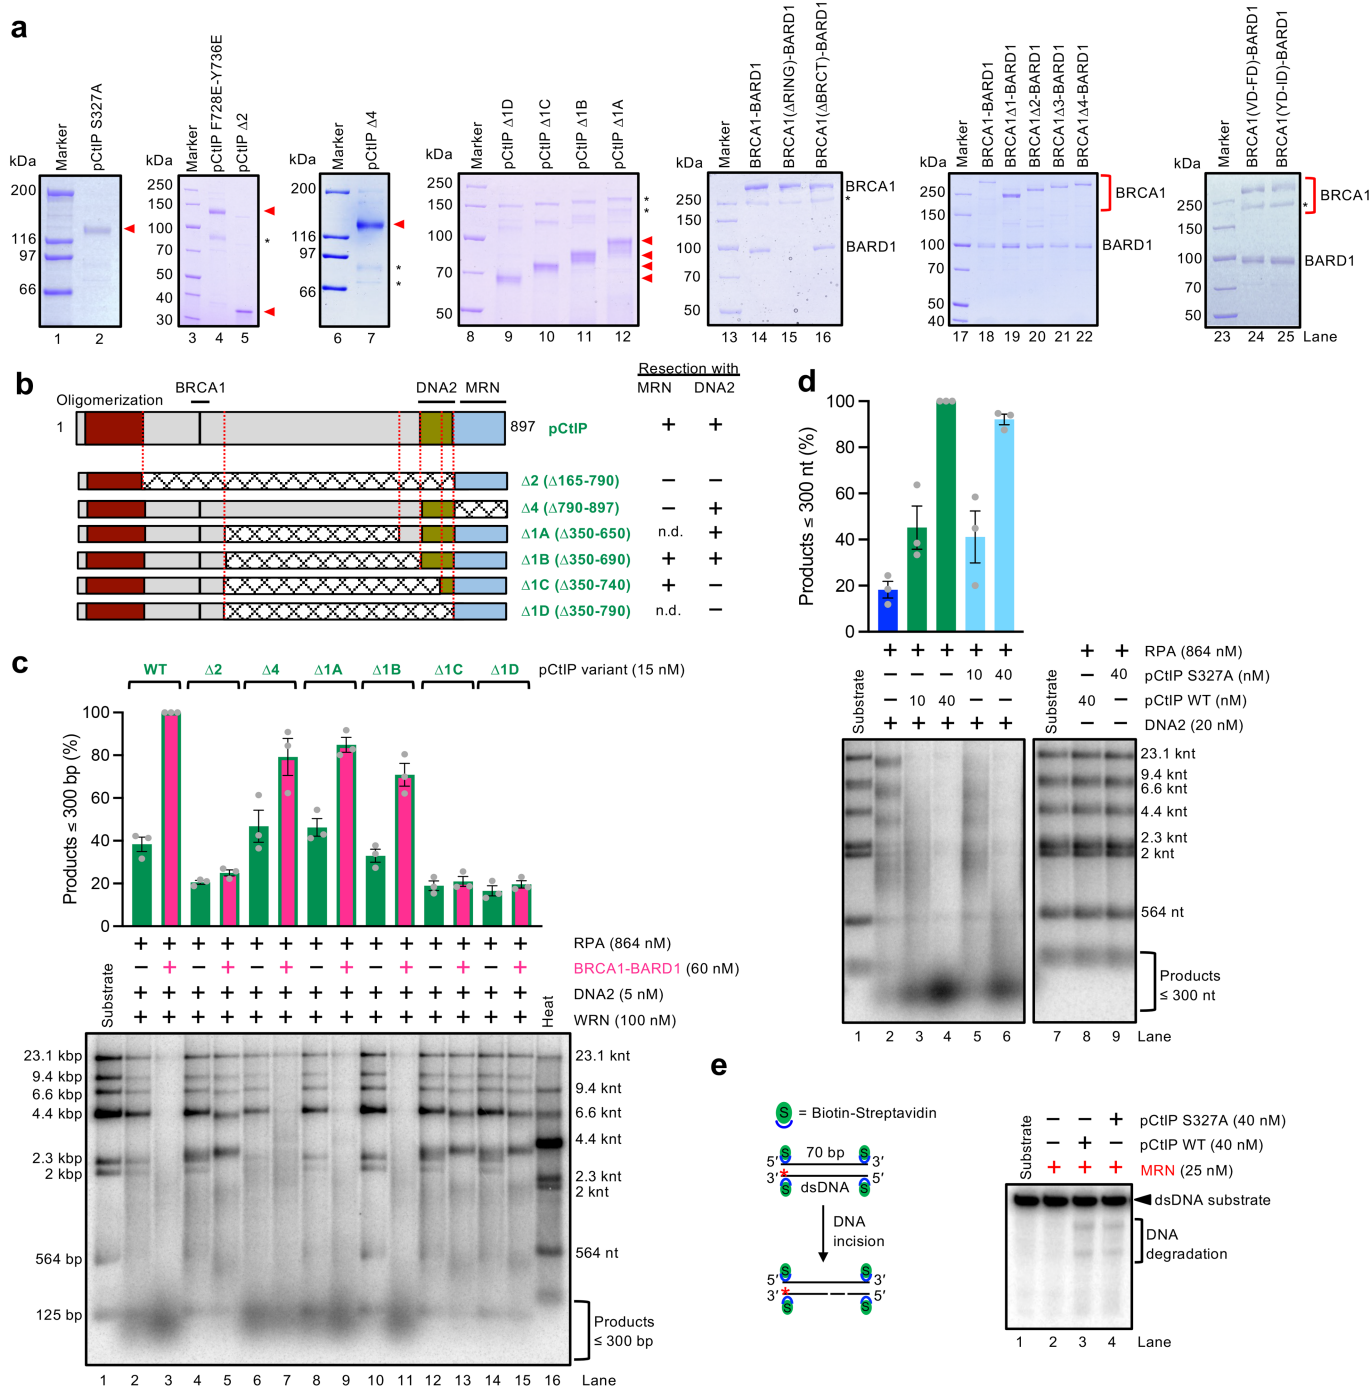 a
kDa
Marker
pCtIP S327A
200
116
97
66
1
2
kDa
Marker
pCtIP F728E-Y736E
pCtIP Δ2
250
150
130
100
90
70
50
40
30
*
3
4
5
kDa
Marker
pCtIP Δ4
200
116
97
66
*
*
6
7
kDa
Marker
pCtIP Δ1D
pCtIP Δ1C
pCtIP Δ1B
pCtIP Δ1A
250
150
100
70
50
*
*
8
9
10
11
12
kDa
Marker
BRCA1-BARD1
BRCA1(ΔRING)-BARD1
BRCA1(ΔBRCT)-BARD1
250
150
100
70
50
BRCA1
*
BARD1
13
14
15
16
kDa
Marker
BRCA1-BARD1
BRCA1Δ1-BARD1
BRCA1Δ2-BARD1
BRCA1Δ3-BARD1
BRCA1Δ4-BARD1
250
150
100
70
50
40
BRCA1
BARD1
17
18
19
20
21
22
kDa
Marker
BRCA1(VD-FD)-BARD1
BRCA1(YD-ID)-BARD1
250
150
100
70
50
BRCA1
*
BARD1
23
24
25
Lane
b
Resection with
MRN DNA2
Oligomerization
BRCA1
DNA2
MRN
1
897
pCtIP
+ +
Δ2 (Δ165-790)
− −
Δ4 (Δ790-897)
− +
Δ1A (Δ350-650)
n.d. +
Δ1B (Δ350-690)
+ +
Δ1C (Δ350-740)
+ −
Δ1D (Δ350-790)
n.d. −
c
WT Δ2 Δ4 Δ1A Δ1B Δ1C Δ1D pCtIP variant (15 nM)
Products ≤ 300 bp (%)
100
80
60
40
20
0
+ + + + + + + + + + + + + + RPA (864 nM)
− + − + − + − + − + − + − + BRCA1-BARD1 (60 nM)
+ + + + + + + + + + + + + + DNA2 (5 nM)
+ + + + + + + + + + + + + + WRN (100 nM)
Substrate
Heat
23.1 kbp
9.4 kbp
6.6 kbp
4.4 kbp
2.3 kbp
2 kbp
564 bp
125 bp
23.1 knt
9.4 knt
6.6 knt
4.4 knt
2.3 knt
2 knt
564 nt
Products
≤ 300 bp
1 2 3 4 5 6 7 8 9 10 11 12 13 14 15 16 Lane
d
Products ≤ 300 nt (%)
100
80
60
40
20
0
+ + + + + + + RPA (864 nM)
− − − 10 40 − 40 pCtIP S327A (nM)
− 10 40 − − 40 − pCtIP WT (nM)
+ + + + + − − DNA2 (20 nM)
Substrate
Substrate
23.1 knt
9.4 knt
6.6 knt
4.4 knt
2.3 knt
2 knt
564 nt
Products
≤ 300 nt
1 2 3 4 5 6 7 8 9 Lane
e
S = Biotin-Streptavidin
S S
5′ 70 bp 3′
3′ * 5′
S dsDNA S
DNA
incision
S S
5′ 3′
3′ * 5′
S S
Substrate
− − + pCtIP S327A (40 nM)
− + − pCtIP WT (40 nM)
+ + + MRN (25 nM)
dsDNA substrate
DNA
degradation
1 2 3 4 Lane